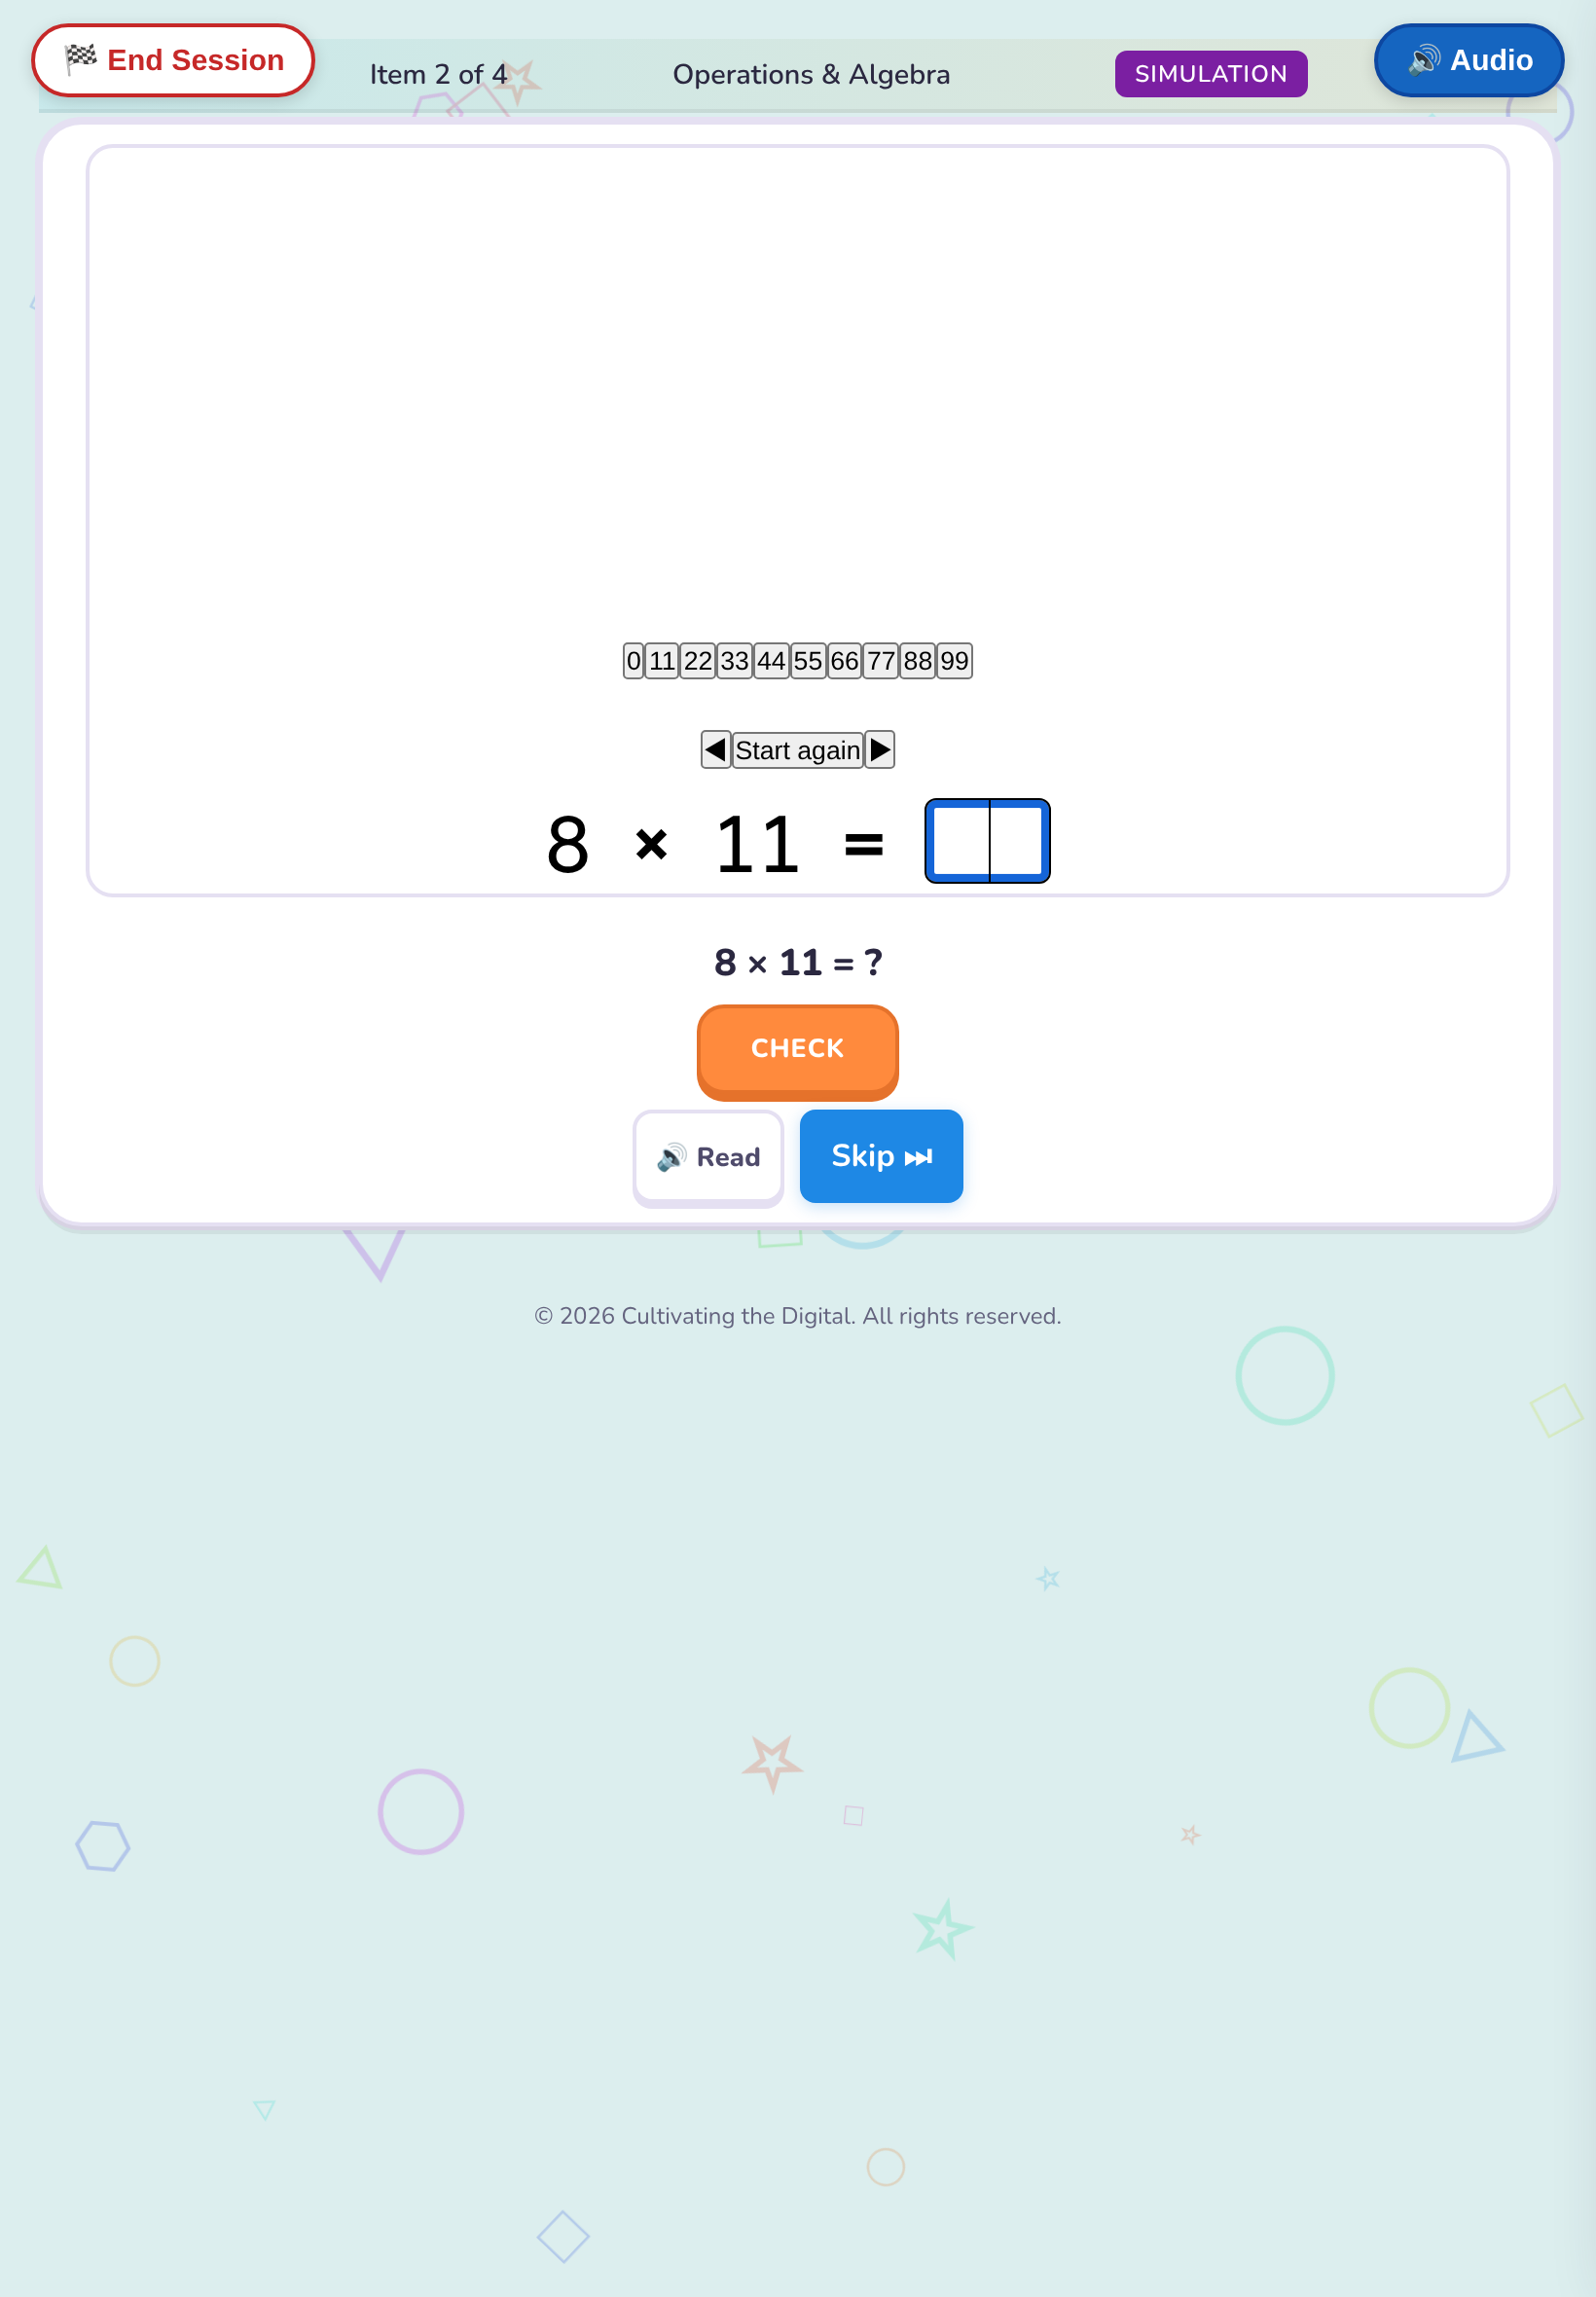 🏁 End Session
Item 2 of 4
Operations & Algebra
SIMULATION
🔊 Audio
0 11 22 33 44 55 66 77 88 99
◀ Start again ▶
8 × 11 =
8 × 11 = ?
CHECK
🔊 Read
Skip ⏭
© 2026 Cultivating the Digital. All rights reserved.